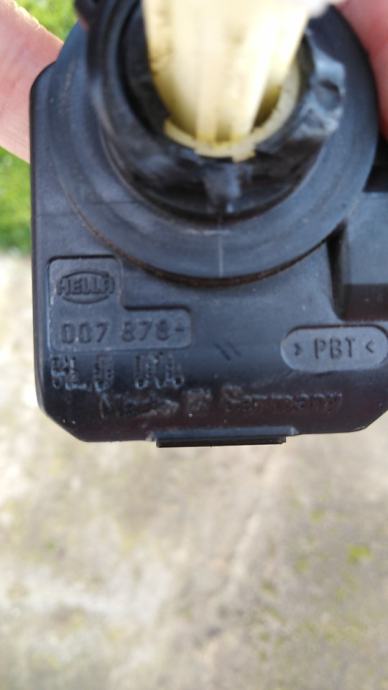 HELLA
007 878-
> PBT <
Made in Germany